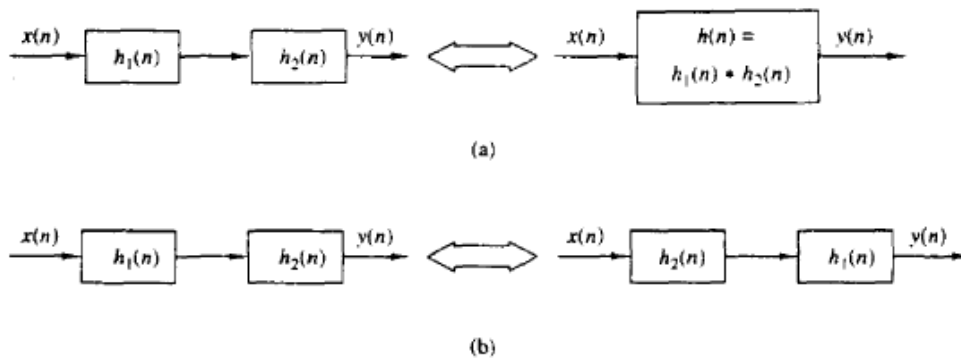 x(n) h₁(n) h₂(n) y(n) x(n) h(n) = h₁(n) * h₂(n) y(n)
(a)
x(n) h₁(n) h₂(n) y(n) x(n) h₂(n) h₁(n) y(n)
(b)